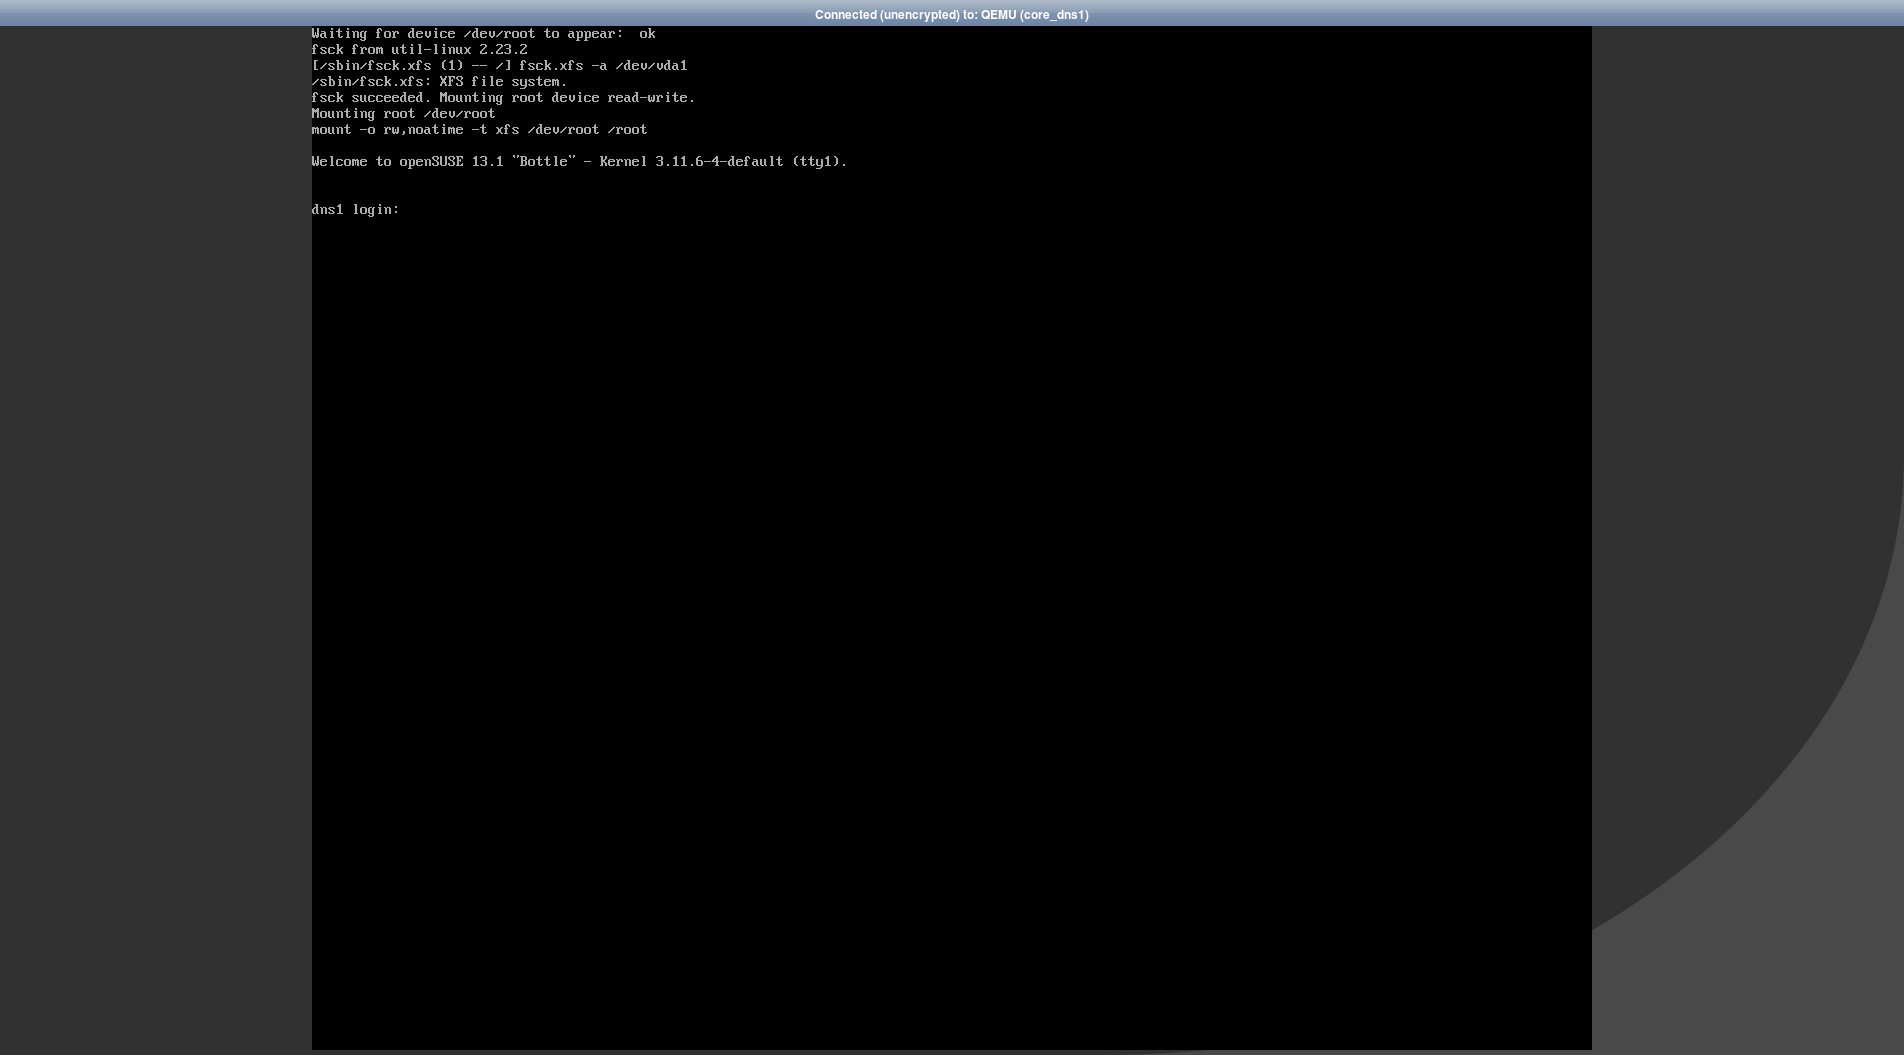 Connected (unencrypted) to: QEMU (core_dns1)
Waiting for device /dev/root to appear:  ok
fsck from util-linux 2.23.2
[/sbin/fsck.xfs (1) -- /] fsck.xfs -a /dev/vda1
/sbin/fsck.xfs: XFS file system.
fsck succeeded. Mounting root device read-write.
Mounting root /dev/root
mount -o rw,noatime -t xfs /dev/root /root
Welcome to openSUSE 13.1 "Bottle" - Kernel 3.11.6-4-default (tty1).
dns1 login: